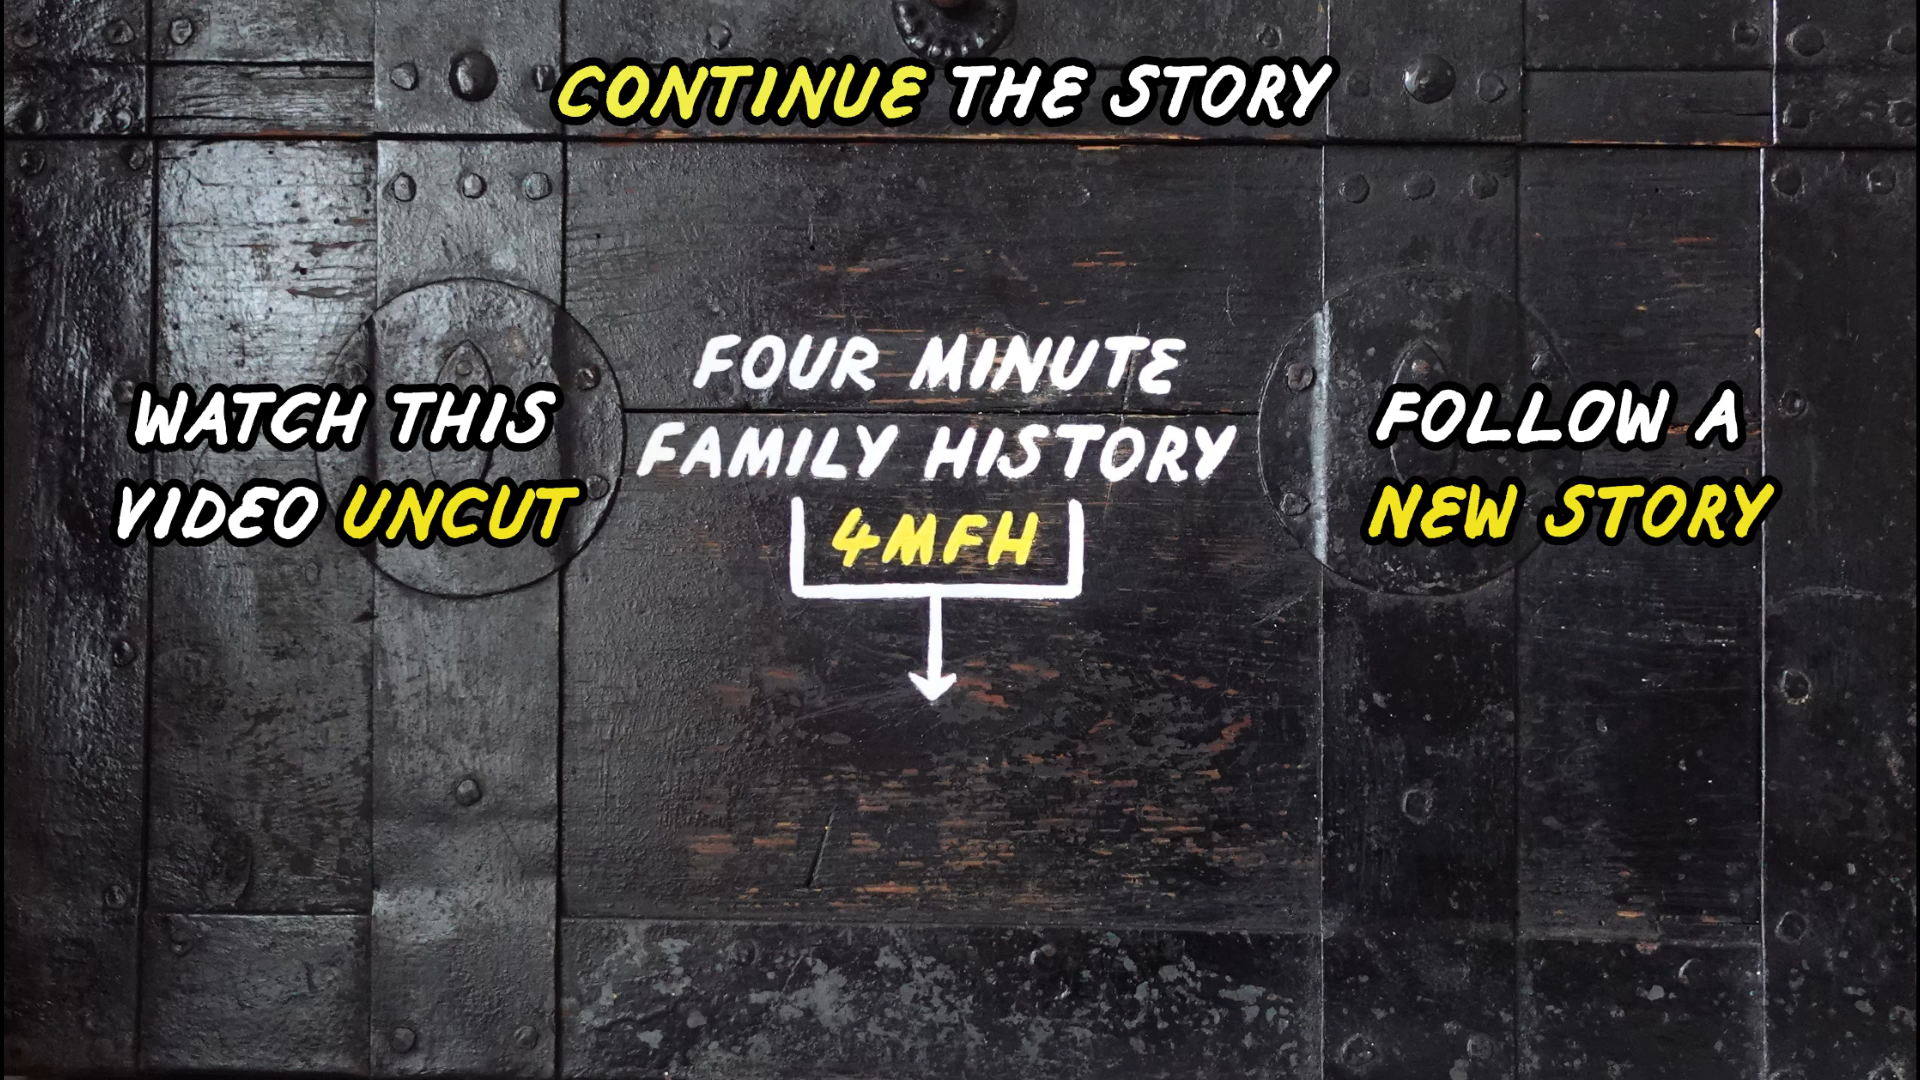 CONTINUE THE STORY
WATCH THIS
VIDEO UNCUT
FOUR MINUTE
FAMILY HISTORY
4MFH
FOLLOW A
NEW STORY